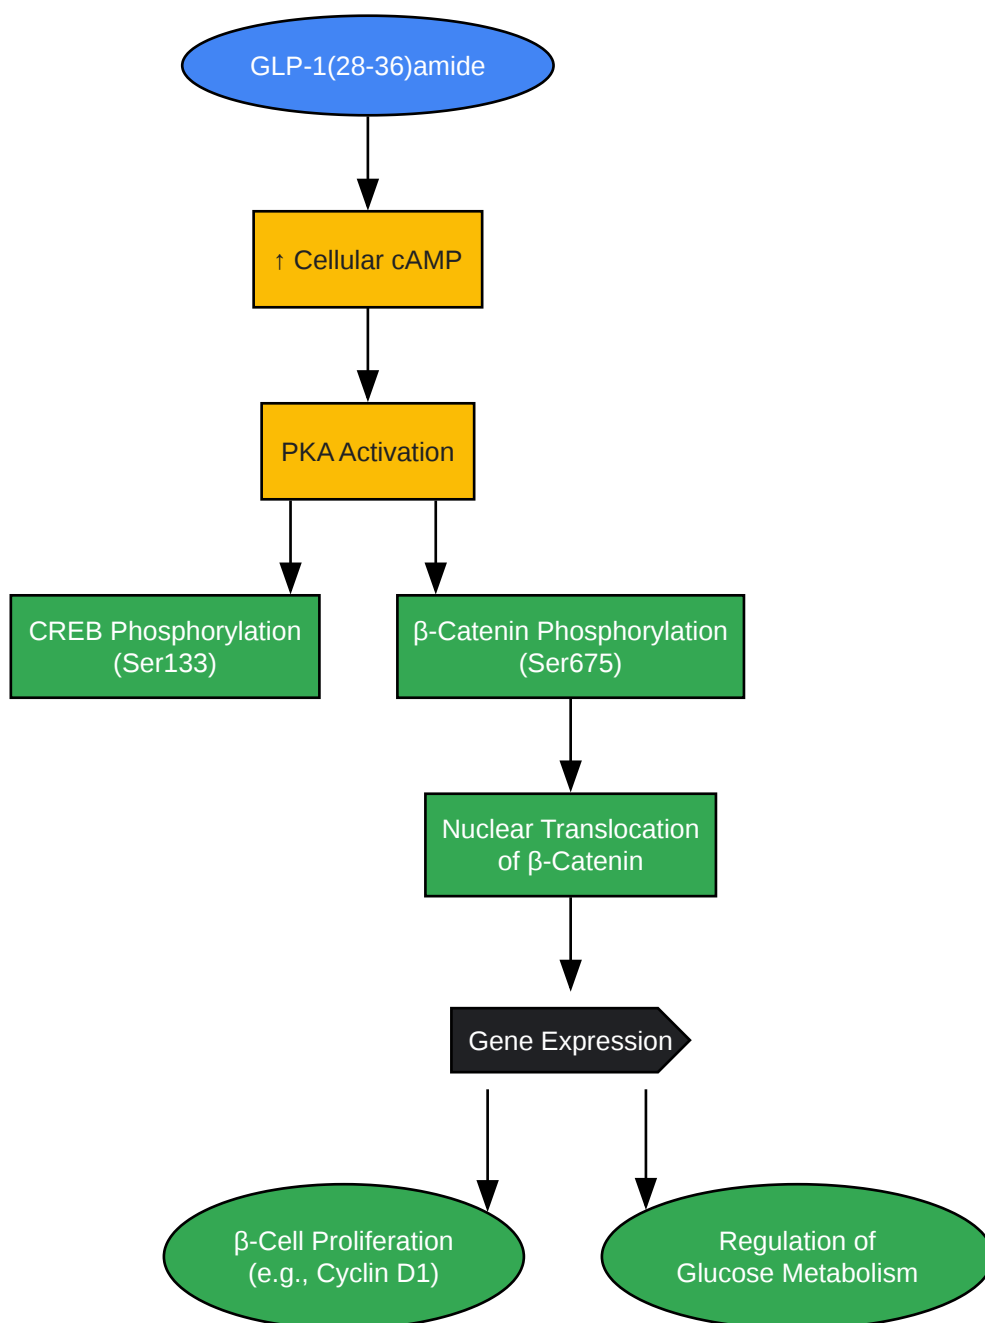 GLP-1(28-36)amide
↑ Cellular cAMP
PKA Activation
CREB Phosphorylation
(Ser133)
β-Catenin Phosphorylation
(Ser675)
Nuclear Translocation
of β-Catenin
Gene Expression
β-Cell Proliferation
(e.g., Cyclin D1)
Regulation of
Glucose Metabolism